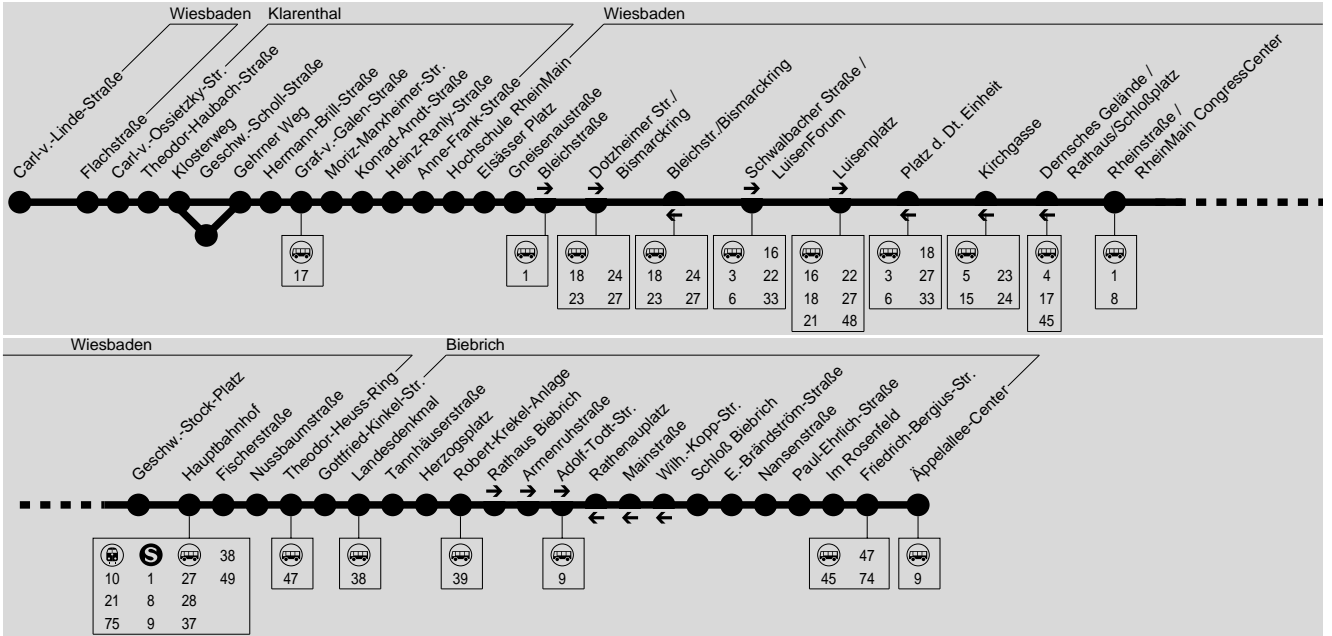 Wiesbaden
Klarenthal
Wiesbaden
Carl-v.-Linde-Straße
Flachstraße
Carl-v.-Ossietzky-Str.
Theodor-Haubach-Straße
Klosterweg
Geschw.-Scholl-Straße
Gehrner Weg
Hermann-Brill-Straße
Graf-v.-Galen-Straße
Moriz-Marxheimer-Str.
Konrad-Arndt-Straße
Heinz-Ranly-Straße
Anne-Frank-Straße
Hochschule RheinMain
Elsässer Platz
Gneisenaustraße
Bleichstraße
Dotzheimer Str./
Bismarckring
Bleichstr./Bismarckring
Schwalbacher Straße /
LuisenForum
Luisenplatz
Platz d. Dt. Einheit
Kirchgasse
Dernsches Gelände /
Rathaus/Schloßplatz
Rheinstraße /
RheinMain CongressCenter
17
1
18 24
23 27
18 24
23 27
16
3 22
6 33
16 22
18 27
21 48
18
3 27
6 33
5 23
15 24
4
17
45
1
8
Wiesbaden
Biebrich
Geschw.-Stock-Platz
Hauptbahnhof
Fischerstraße
Nussbaumstraße
Theodor-Heuss-Ring
Gottfried-Kinkel-Str.
Landesdenkmal
Tannhäuserstraße
Herzogsplatz
Robert-Krekel-Anlage
Rathaus Biebrich
Armenruhstraße
Adolf-Todt-Str.
Rathenauplatz
Mainstraße
Wilh.-Kopp-Str.
Schloß Biebrich
E.-Brändström-Straße
Nansenstraße
Paul-Ehrlich-Straße
Im Rosenfeld
Friedrich-Bergius-Str.
Äppelallee-Center
S 38
10 1 27 49
21 8 28
75 9 37
47
38
39
9
47
45 74
9